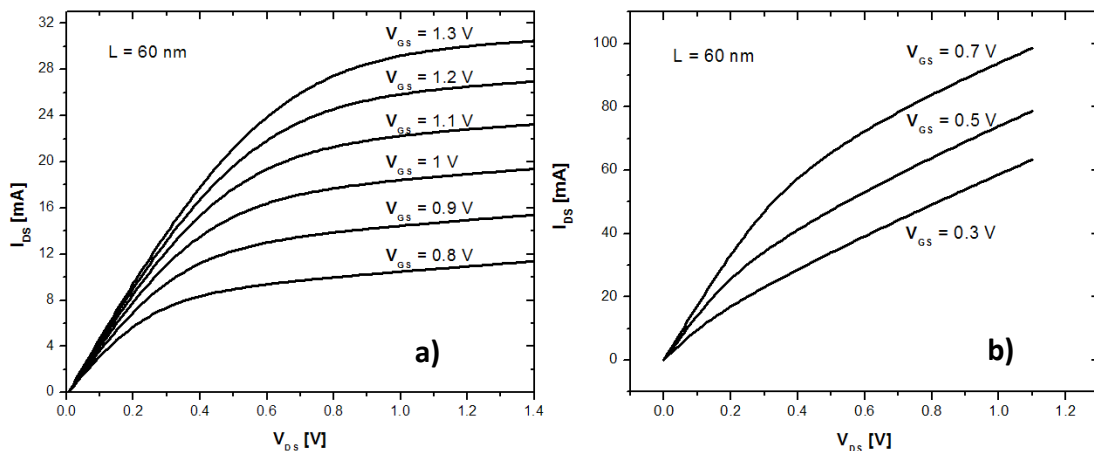 32
28
24
20
16
12
8
4
0
I_DS [mA]
L = 60 nm
V_GS = 1.3 V
V_GS = 1.2 V
V_GS = 1.1 V
V_GS = 1 V
V_GS = 0.9 V
V_GS = 0.8 V
a)
0.0 0.2 0.4 0.6 0.8 1.0 1.2 1.4
V_DS [V]
100
80
60
40
20
0
I_DS [mA]
L = 60 nm
V_GS = 0.7 V
V_GS = 0.5 V
V_GS = 0.3 V
b)
0.0 0.2 0.4 0.6 0.8 1.0 1.2
V_DS [V]